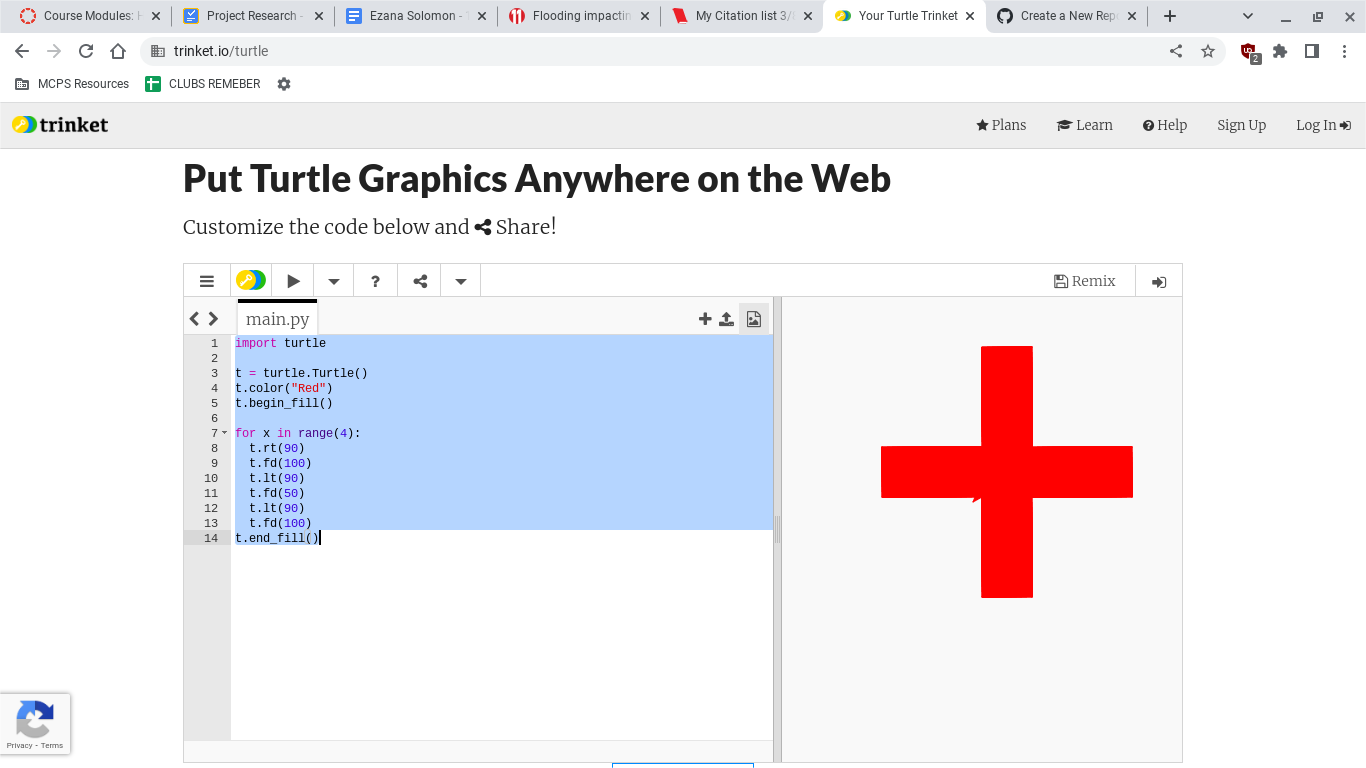 Course Modules: H
Project Research -
Ezana Solomon -
Flooding impactin
My Citation list 3/
Your Turtle Trinket
Create a New Rep
trinket.io/turtle
2
MCPS Resources
CLUBS REMEBER
trinket
Plans
Learn
Help
Sign Up
Log In
Put Turtle Graphics Anywhere on the Web
Customize the code below and Share!
?
Remix
main.py
1 import turtle
2
3 t = turtle.Turtle()
4 t.color("Red")
5 t.begin_fill()
6
7 for x in range(4):
8 t.rt(90)
9 t.fd(100)
10 t.lt(90)
11 t.fd(50)
12 t.lt(90)
13 t.fd(100)
14 t.end_fill()
Privacy - Terms